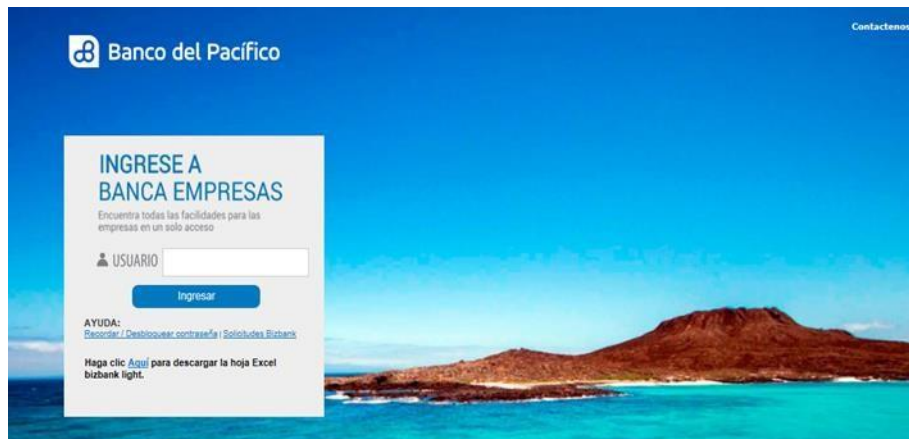 Contactenos
Banco del Pacífico
INGRESE A
BANCA EMPRESAS
Encuentra todas las facilidades para las
empresas en un solo acceso
USUARIO
Ingresar
AYUDA:
Recordar / Desbloquear contraseña | Solicitudes Bizbank
Haga clic Aquí para descargar la hoja Excel
bizbank light.